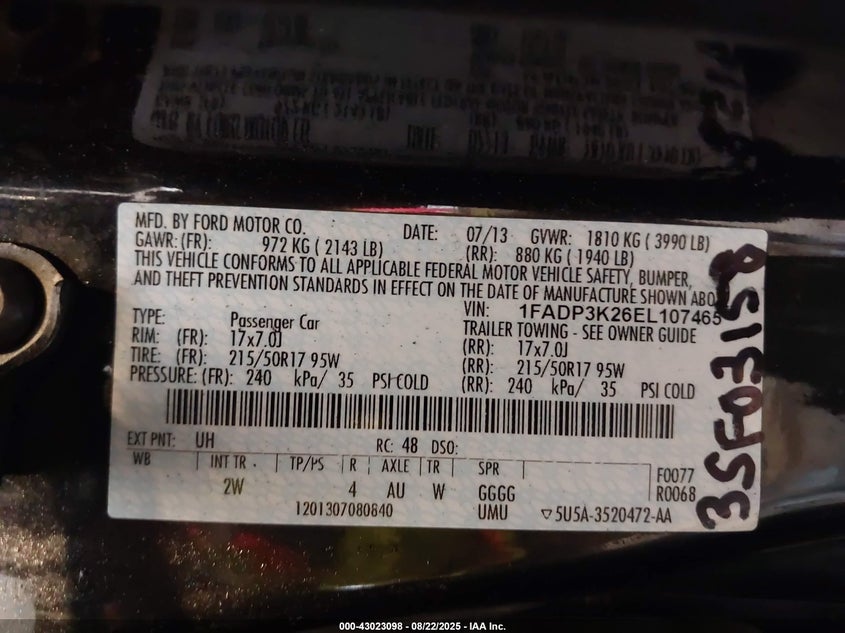 MFD. BY FORD MOTOR CO. DATE: 07/13 GVWR: 1810 KG ( 3990 LB)
GAWR: (FR): 972 KG ( 2143 LB) (RR): 880 KG ( 1940 LB)
THIS VEHICLE CONFORMS TO ALL APPLICABLE FEDERAL MOTOR VEHICLE SAFETY, BUMPER,
AND THEFT PREVENTION STANDARDS IN EFFECT ON THE DATE OF MANUFACTURE SHOWN
VIN: 1FADP3K26EL107465
TYPE: Passenger Car TRAILER TOWING - SEE OWNER GUIDE
RIM: (FR): 17x7.0J (RR): 17x7.0J
TIRE: (FR): 215/50R17 95W (RR): 215/50R17 95W
PRESSURE: (FR): 240 kPa/ 35 PSI COLD (RR): 240 kPa/ 35 PSI COLD
EXT PNT: UH RC: 48 DSO:
WB INT TR TP/PS R AXLE TR SPR F0077
2W 4 AU W GGGG R0068
1201307080840 UMU ▽5U5A-3520472-AA
35F03158
000-43023098 - 08/22/2025 - IAA Inc.